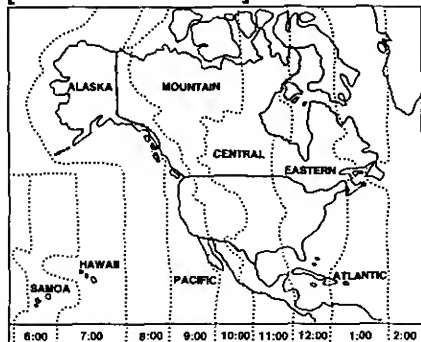 ALASKA MOUNTAIN
CENTRAL
EASTERN
HAWAII
SAMOA
PACIFIC
ATLANTIC
6:00 7:00 8:00 9:00 10:00 11:00 12:00 1:00 2:00